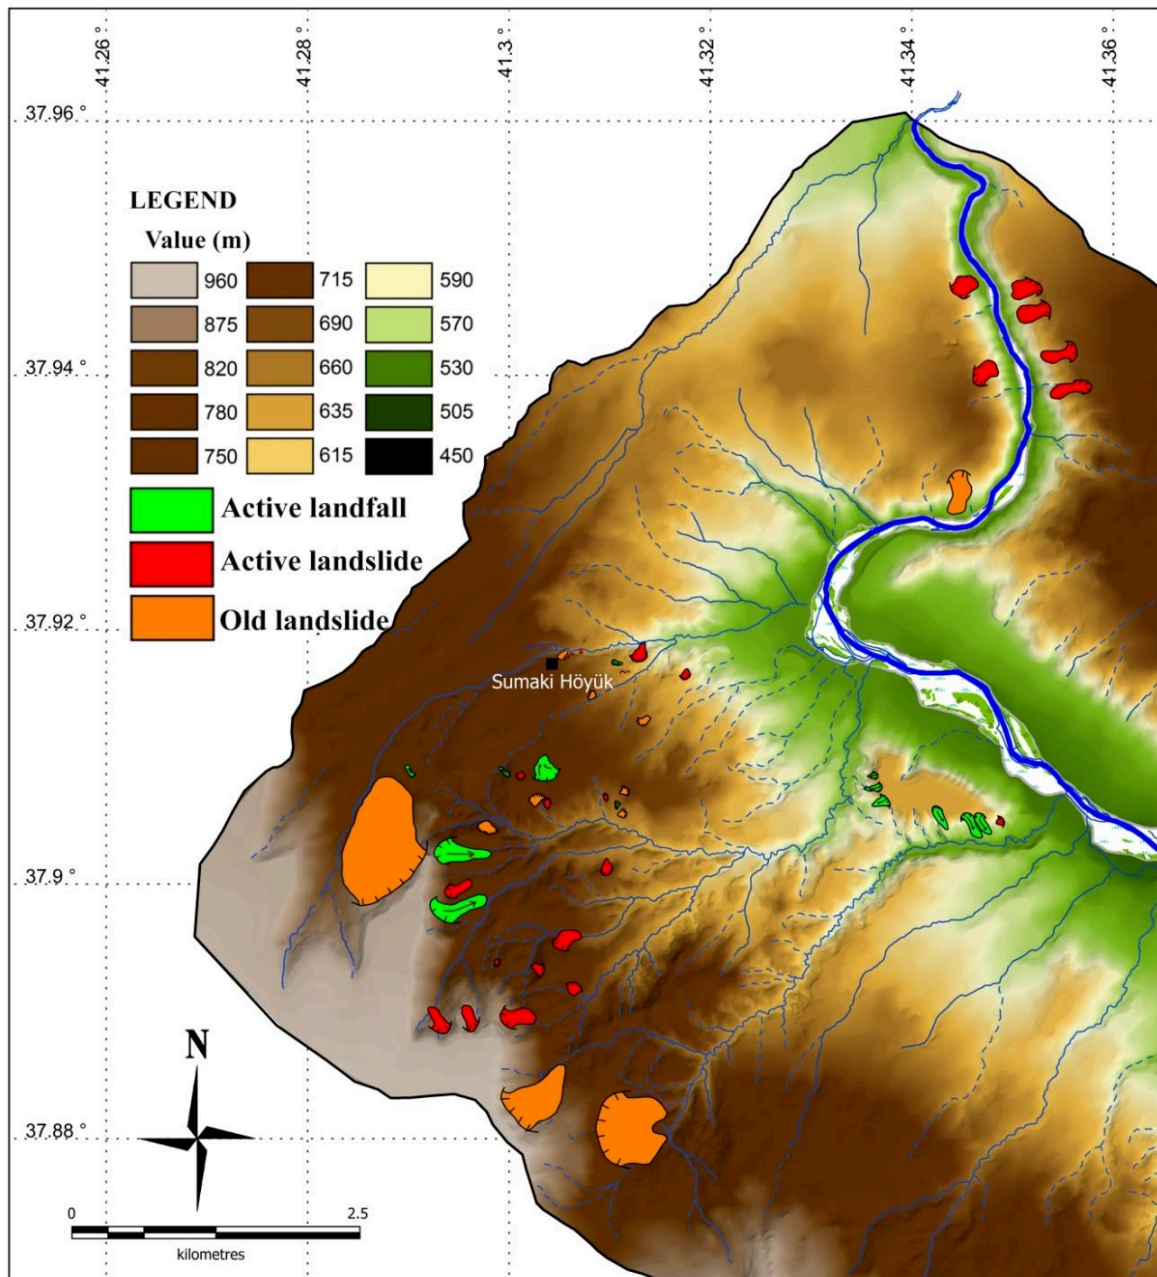 41.26 °
41.28 °
41.3 °
41.32 °
41.34 °
41.36 °
37.96 °
37.94 °
37.92 °
37.9 °
37.88 °
LEGEND
Value (m)
960 715 590
875 690 570
820 660 530
780 635 505
750 615 450
Active landfall
Active landslide
Old landslide
Sumaki Höyük
N
0 2.5
kilometres